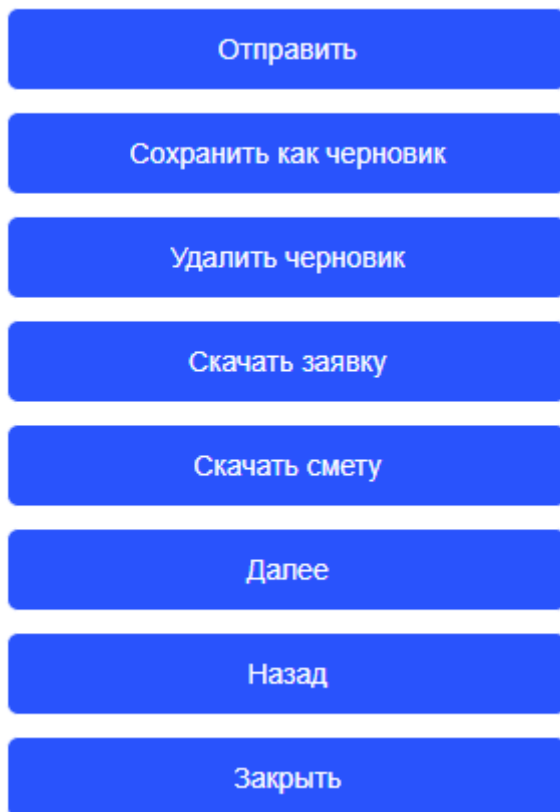 Отправить
Сохранить как черновик
Удалить черновик
Скачать заявку
Скачать смету
Далее
Назад
Закрыть